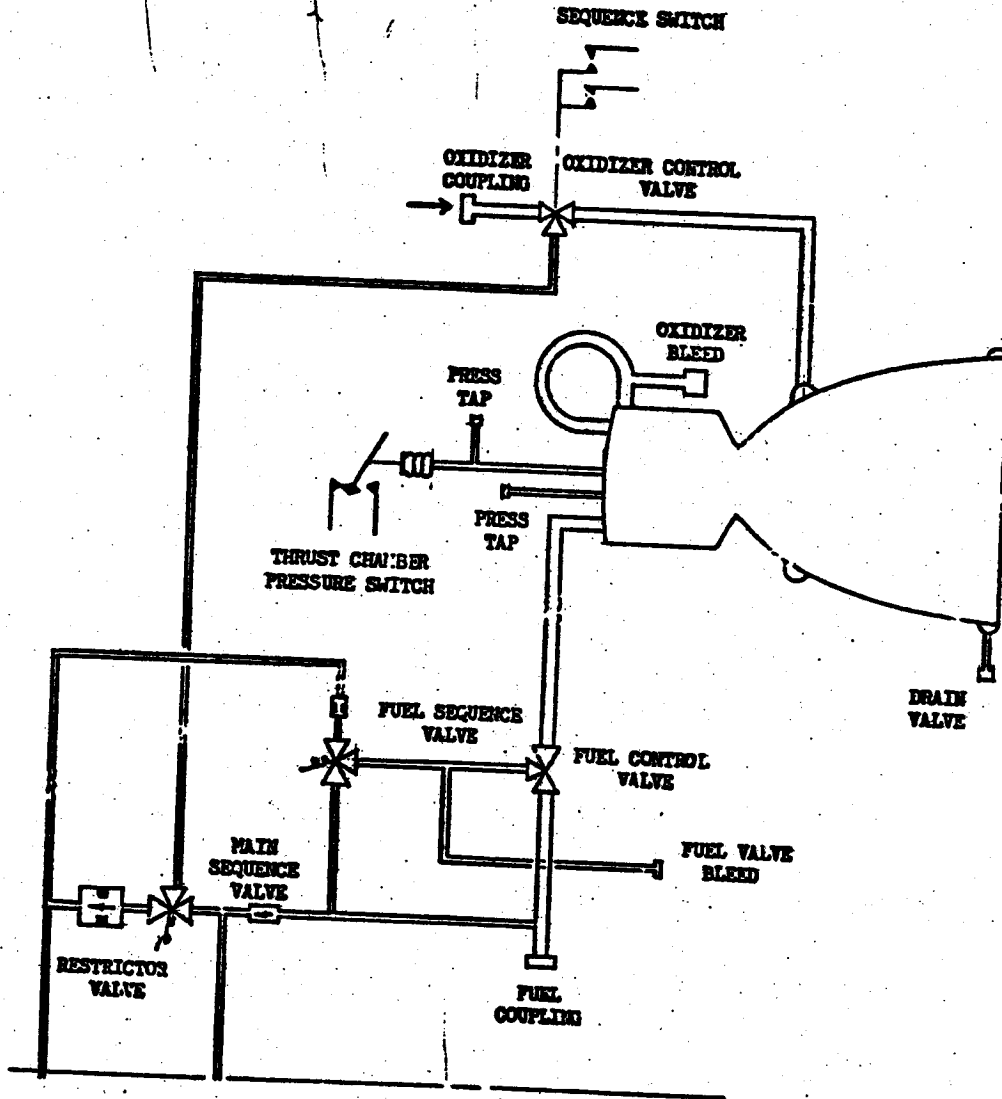 SEQUENCE SWITCH
OXIDIZER
COUPLING
OXIDIZER CONTROL
VALVE
OXIDIZER
BLEED
PRESS
TAP
PRESS
TAP
THRUST CHAMBER
PRESSURE SWITCH
DRAIN
VALVE
FUEL SEQUENCE
VALVE
FUEL CONTROL
VALVE
MAIN
SEQUENCE
VALVE
FUEL VALVE
BLEED
RESTRICTOR
VALVE
FUEL
COUPLING